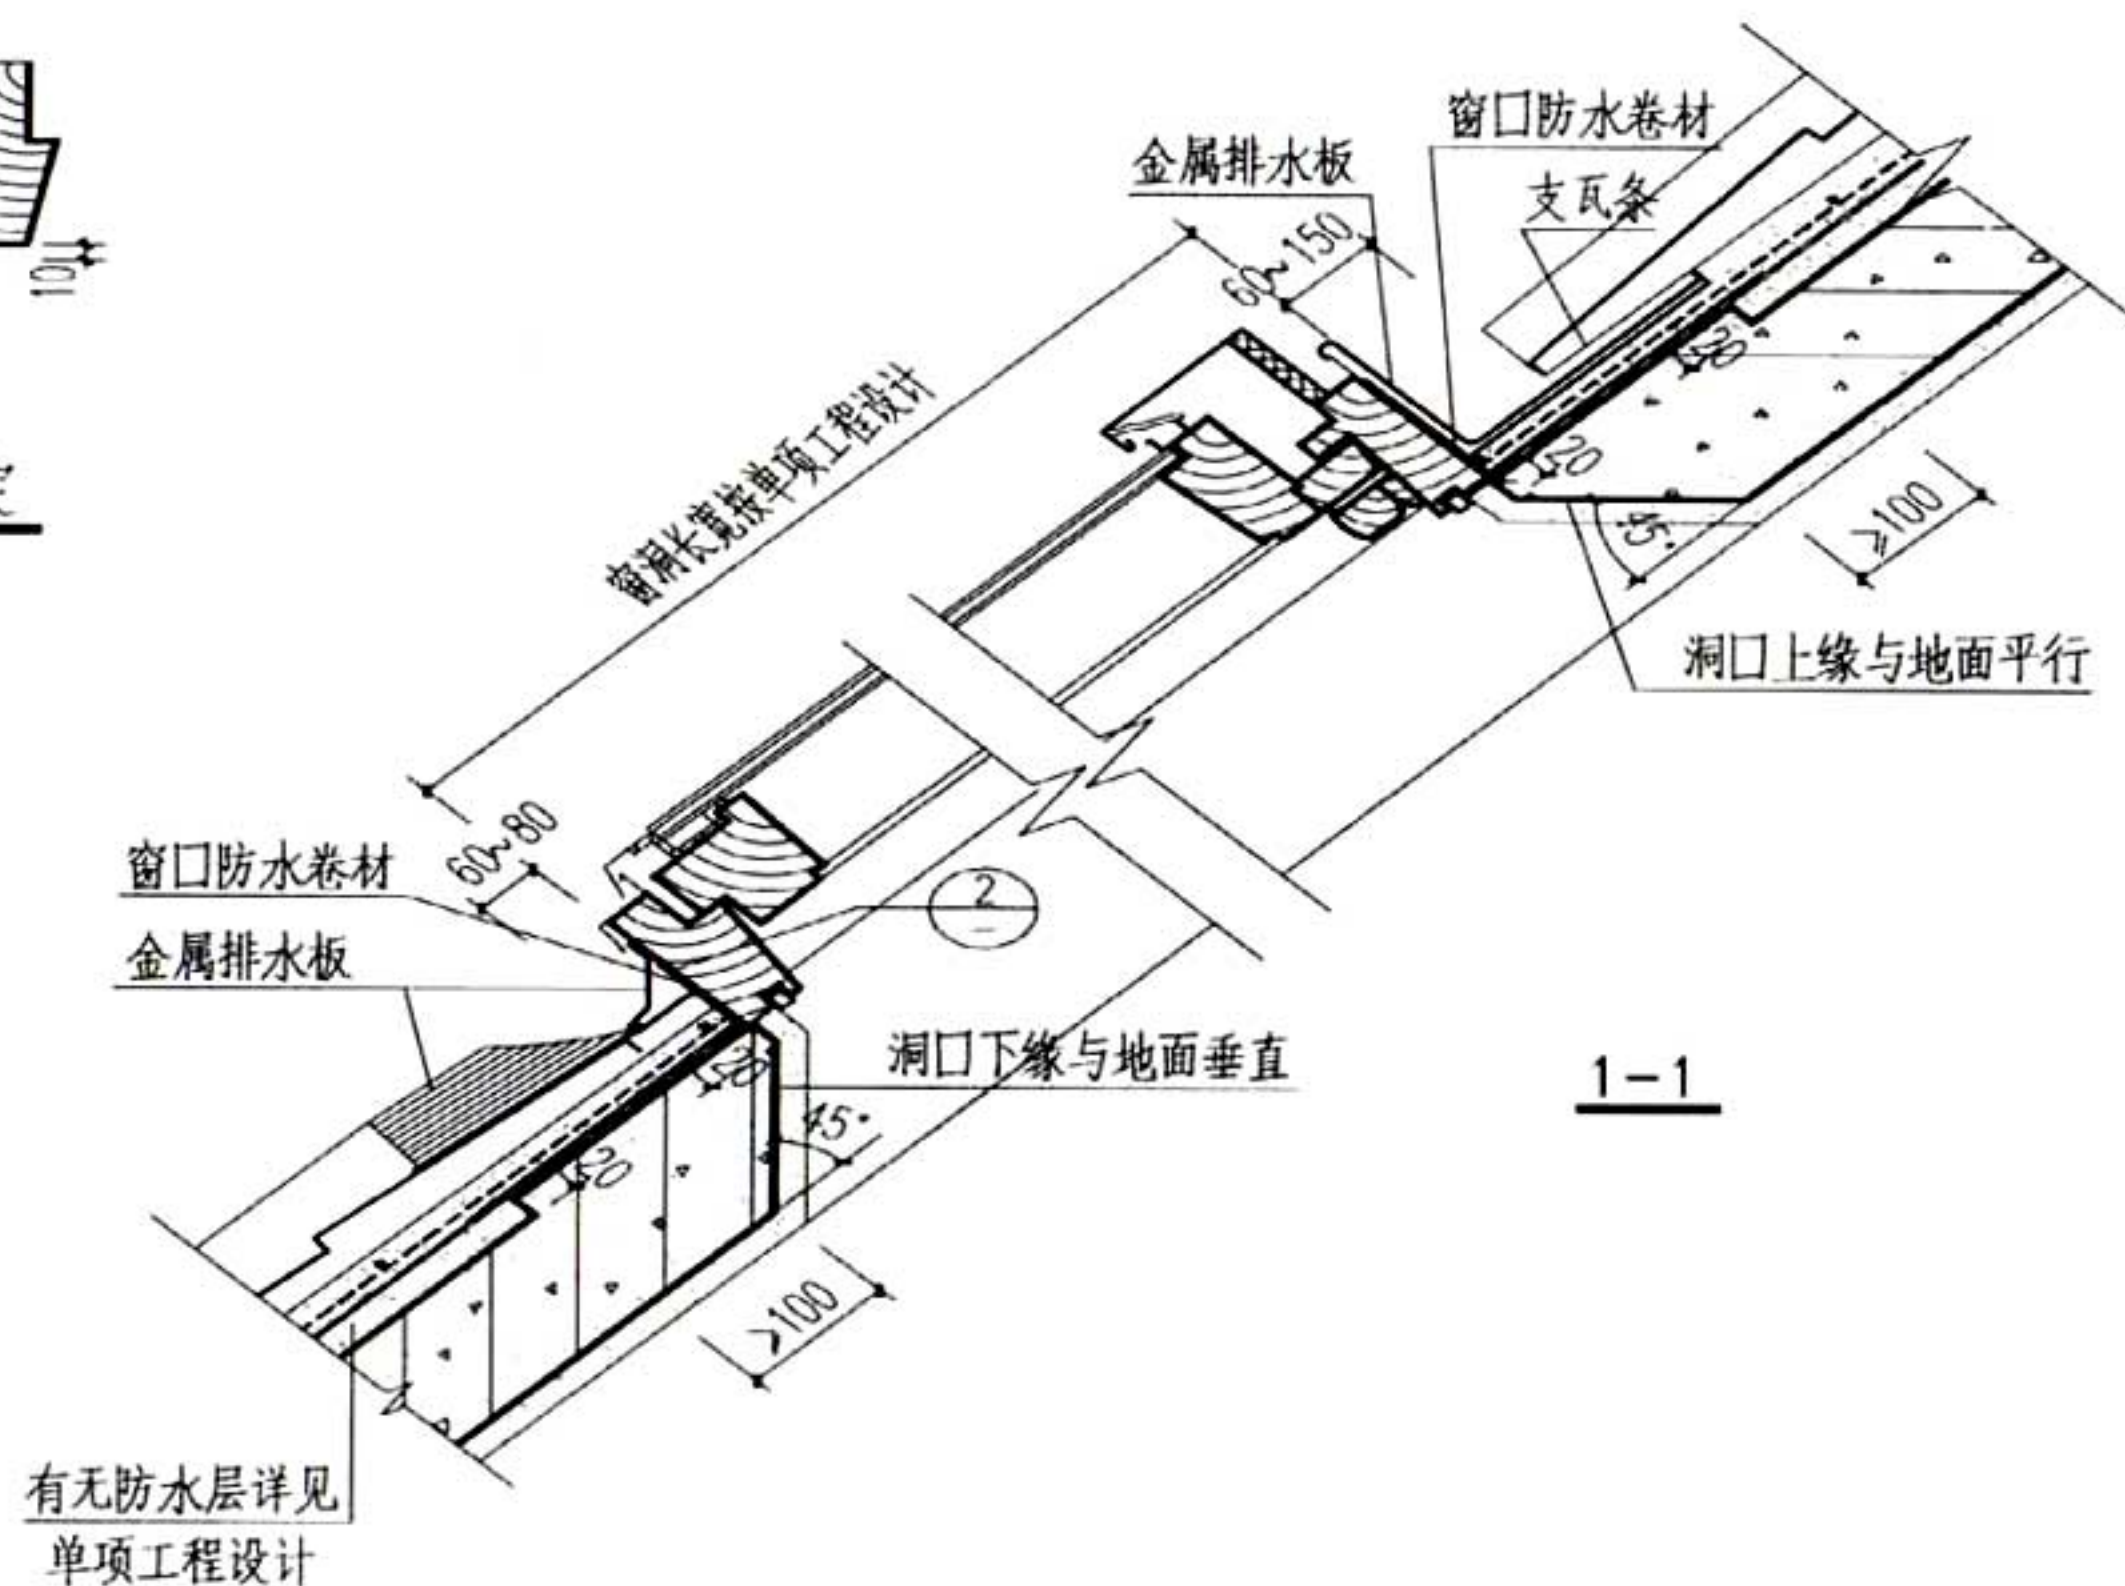 窗口防水卷材
金属排水板
支瓦条
60~150
10
20
20
窗洞长宽按单项工程设计
45°
≥100
洞口上缘与地面平行
60~80
窗口防水卷材
2
金属排水板
洞口下缘与地面垂直
1-1
20
45°
20
>100
有无防水层详见
单项工程设计